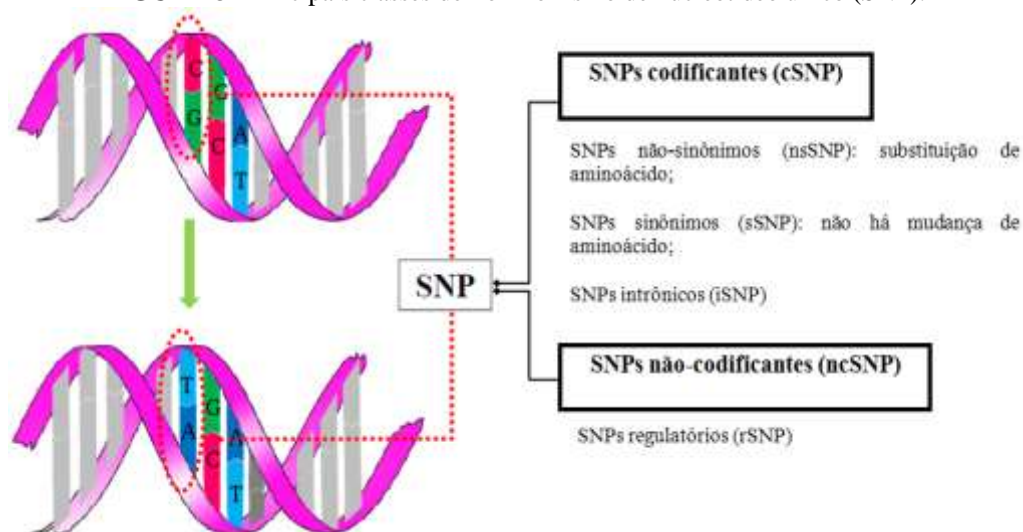 C
G
G
C
A
T
SNPs codificantes (cSNP)
SNPs não-sinônimos (nsSNP): substituição de
aminoácido;
SNPs sinônimos (sSNP): não há mudança de
aminoácido;
SNP
SNPs intrônicos (iSNP)
SNPs não-codificantes (ncSNP)
SNPs regulatórios (rSNP)
T
A
G
C
A
T